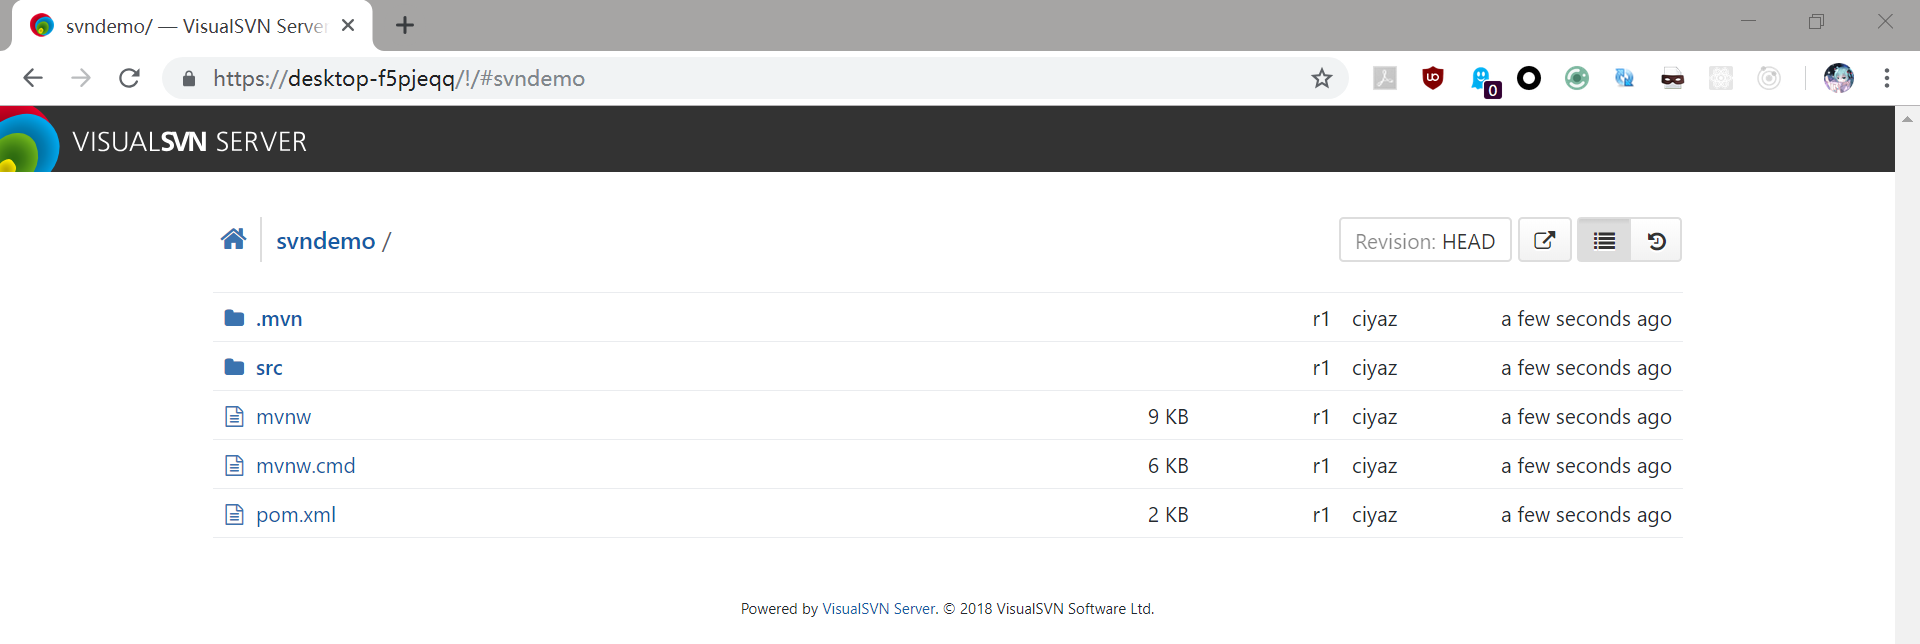 svndemo/ — VisualSVN Server
https://desktop-f5pjeqq/!/#svndemo
0
VISUALSVN SERVER
svndemo /
Revision: HEAD
.mvn r1 ciyaz a few seconds ago
src r1 ciyaz a few seconds ago
mvnw 9 KB r1 ciyaz a few seconds ago
mvnw.cmd 6 KB r1 ciyaz a few seconds ago
pom.xml 2 KB r1 ciyaz a few seconds ago
Powered by VisualSVN Server. © 2018 VisualSVN Software Ltd.